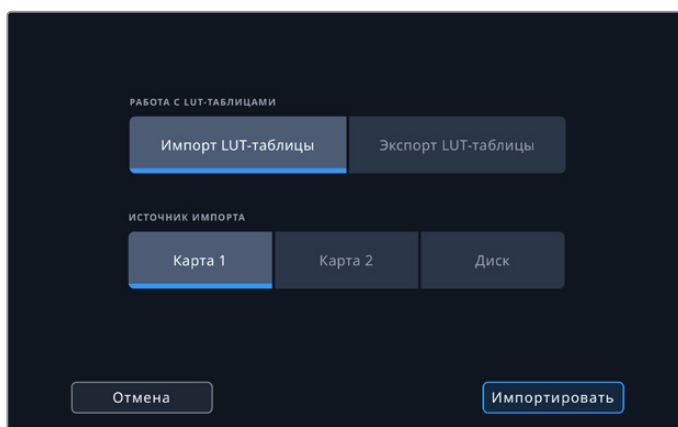 РАБОТА С LUT-ТАБЛИЦАМИ
Импорт LUT-таблицы Экспорт LUT-таблицы
ИСТОЧНИК ИМПОРТА
Карта 1 Карта 2 Диск
Отмена Импортировать